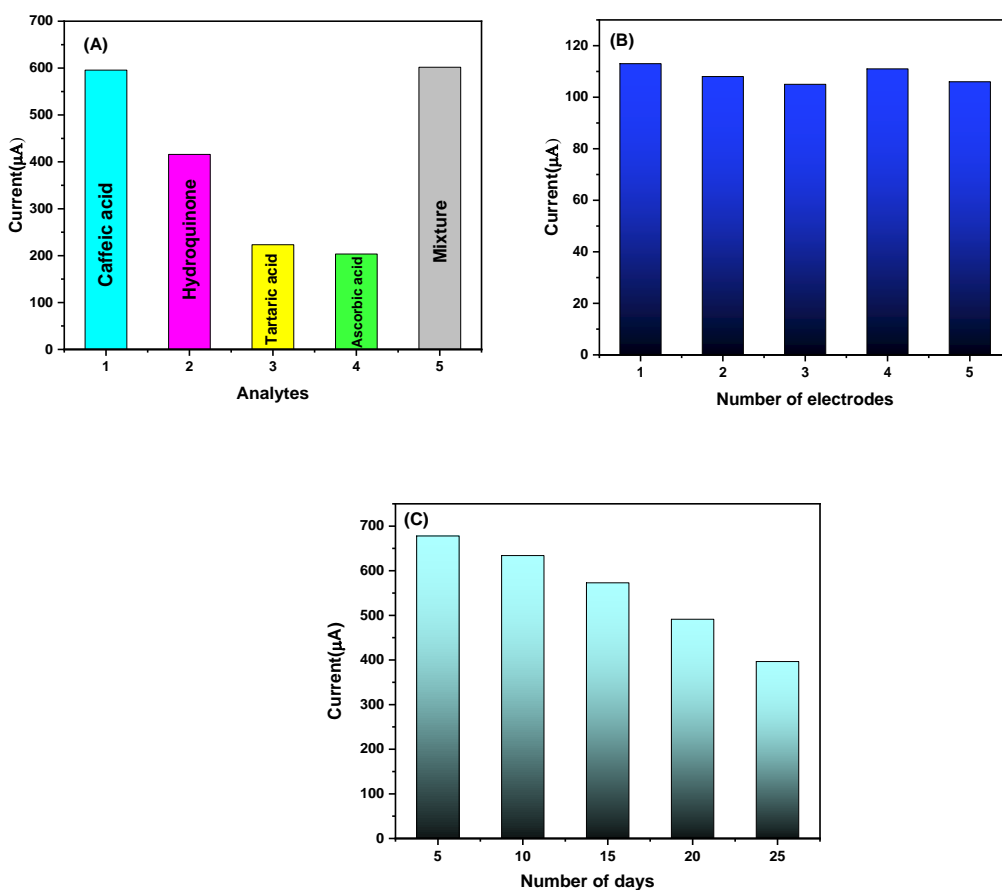 (A)
700
600
500
400
300
200
100
0
Current(μA)
Caffeic acid
Hydroquinone
Tartaric acid
Ascorbic acid
Mixture
1 2 3 4 5
Analytes
(B)
120
100
80
60
40
20
0
Current(μA)
1 2 3 4 5
Number of electrodes
(C)
700
600
500
400
300
200
100
0
Current(μA)
5 10 15 20 25
Number of days